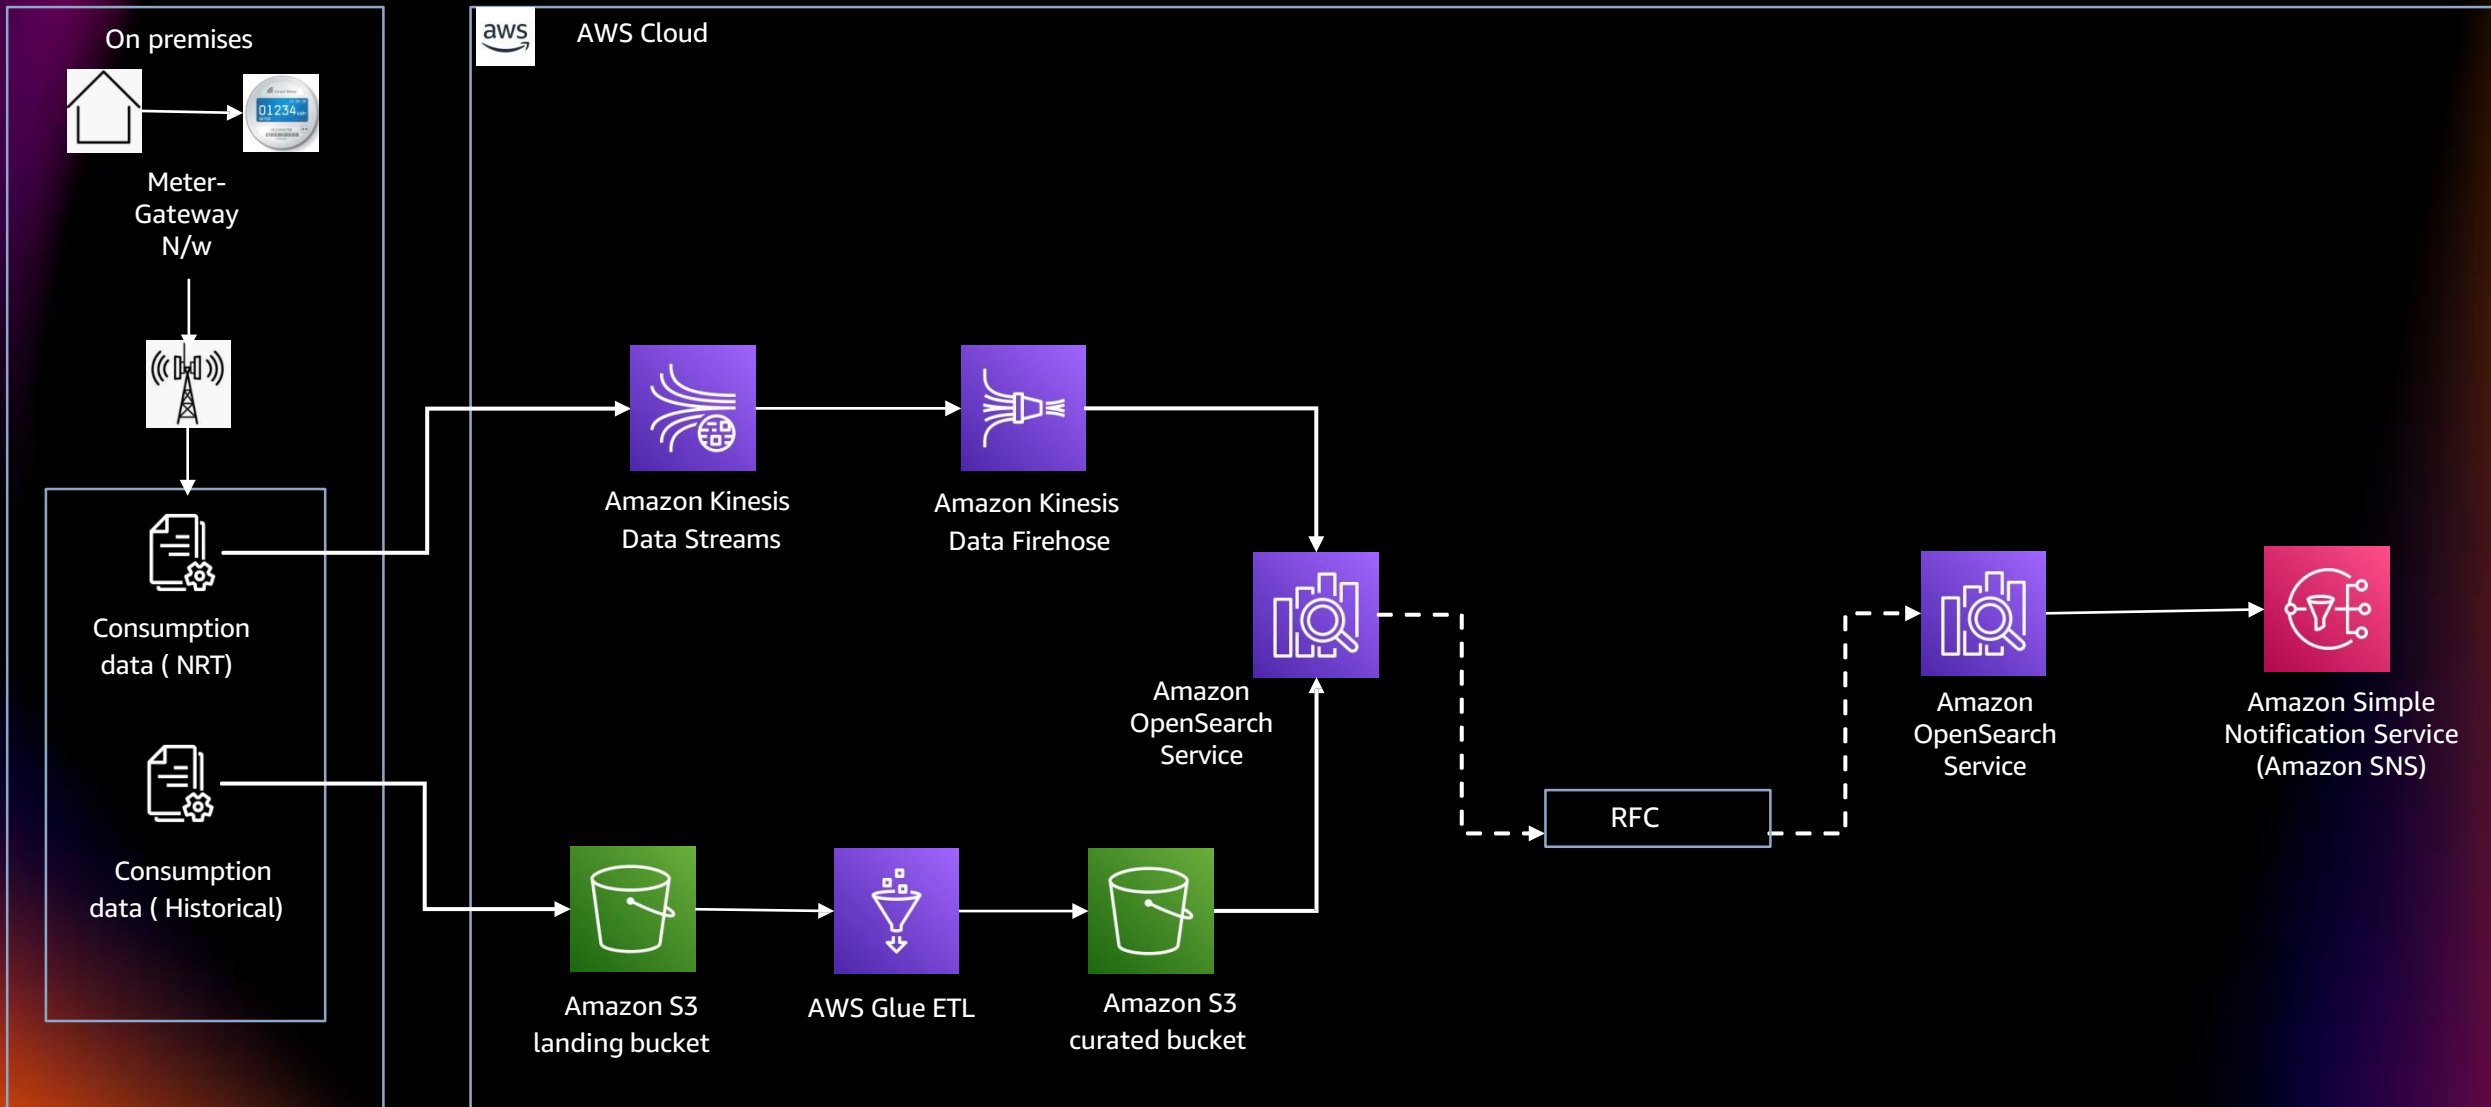 On premises
aws
AWS Cloud
01234
Meter-
Gateway
N/w
Amazon Kinesis
Data Streams
Amazon Kinesis
Data Firehose
Consumption
data ( NRT)
Amazon
OpenSearch
Service
Amazon
OpenSearch
Service
Amazon Simple
Notification Service
(Amazon SNS)
RFC
Consumption
data ( Historical)
Amazon S3
landing bucket
AWS Glue ETL
Amazon S3
curated bucket